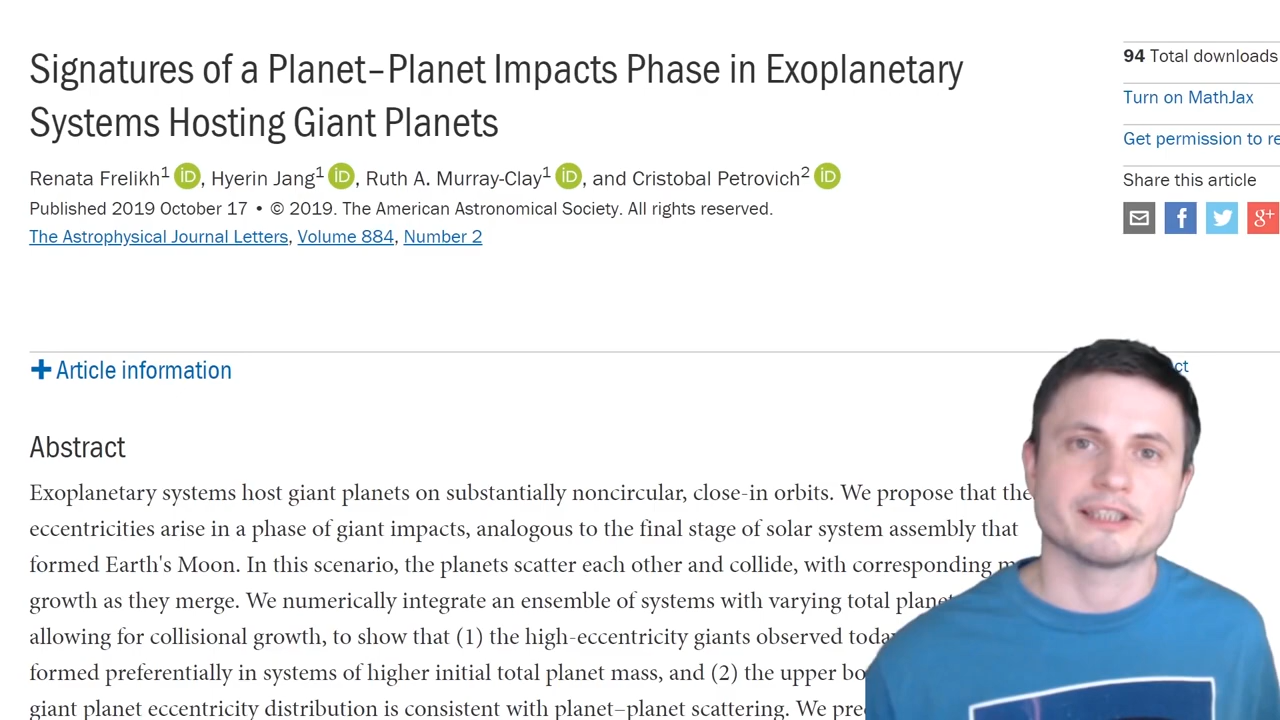 Signatures of a Planet–Planet Impacts Phase in Exoplanetary
Systems Hosting Giant Planets
Renata Frelikh1 iD, Hyerin Jang1 iD, Ruth A. Murray-Clay1 iD, and Cristobal Petrovich2 iD
Published 2019 October 17 • © 2019. The American Astronomical Society. All rights reserved.
The Astrophysical Journal Letters, Volume 884, Number 2
94 Total downloads
Turn on MathJax
Get permission to re
Share this article
f g+
+ Article information
Abstract
Exoplanetary systems host giant planets on substantially noncircular, close-in orbits. We propose that the
eccentricities arise in a phase of giant impacts, analogous to the final stage of solar system assembly that
formed Earth's Moon. In this scenario, the planets scatter each other and collide, with corresponding
growth as they merge. We numerically integrate an ensemble of systems with varying total
allowing for collisional growth, to show that (1) the high-eccentricity giants observed
formed preferentially in systems of higher initial total planet mass, and (2) the upper
giant planet eccentricity distribution is consistent with planet–planet scattering. We